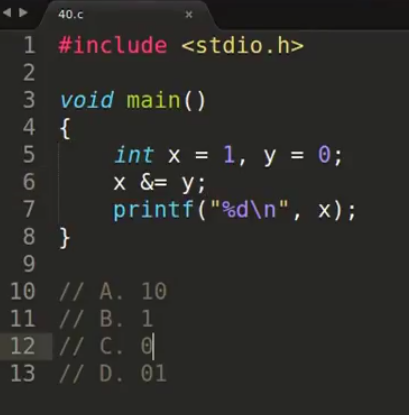 40.c
1 #include <stdio.h>
2
3 void main()
4 {
5     int x = 1, y = 0;
6     x &= y;
7     printf("%d\n", x);
8 }
9
10 // A. 10
11 // B. 1
12 // C. 0
13 // D. 01